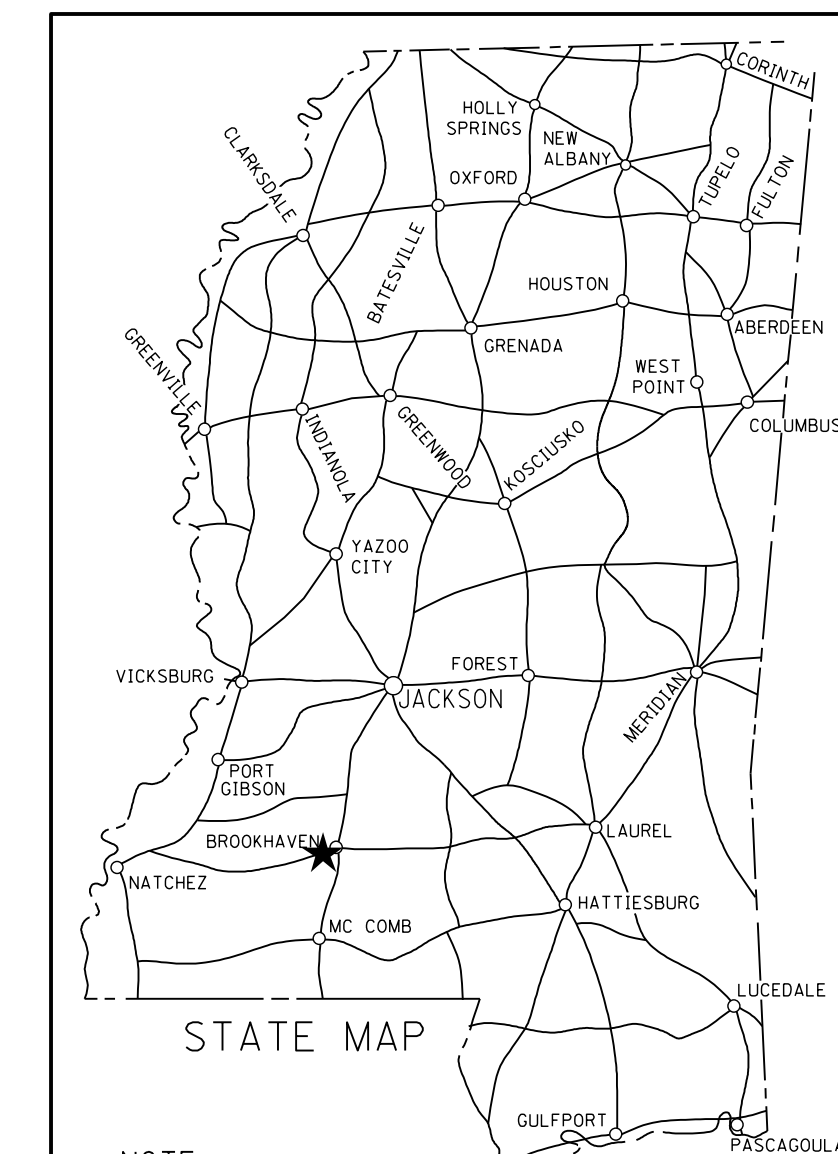 CORINTH
HOLLY
SPRINGS
NEW
ALBANY
CLARKSDALE
OXFORD
TUPELO
FULTON
BATESVILLE
HOUSTON
ABERDEEN
GREENVILLE
GRENADA
WEST
POINT
COLUMBUS
INDIANOLA
GREENWOOD
KOSCIUSKO
YAZOO
CITY
VICKSBURG
FOREST
JACKSON
MERIDIAN
PORT
GIBSON
BROOKHAVEN
LAUREL
NATCHEZ
HATTIESBURG
MC COMB
LUCEDALE
STATE MAP
GULFPORT
PASCAGOULA
NOTE